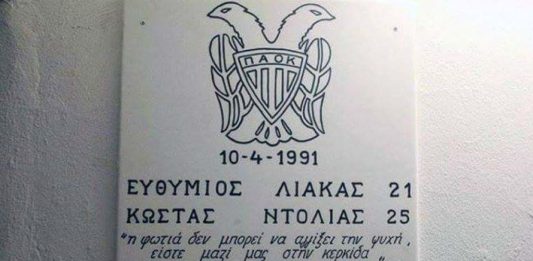 ΠΑΟΚ
10-4-1991
ΕΥΘΥΜΙΟΣ ΛΙΑΚΑΣ 21
ΚΩΣΤΑΣ ΝΤΟΛΙΑΣ 25
"η φωτιά δεν μπορεί να αγίξει την ψυχή,
είστε μαζί μας στην κερκίδα"